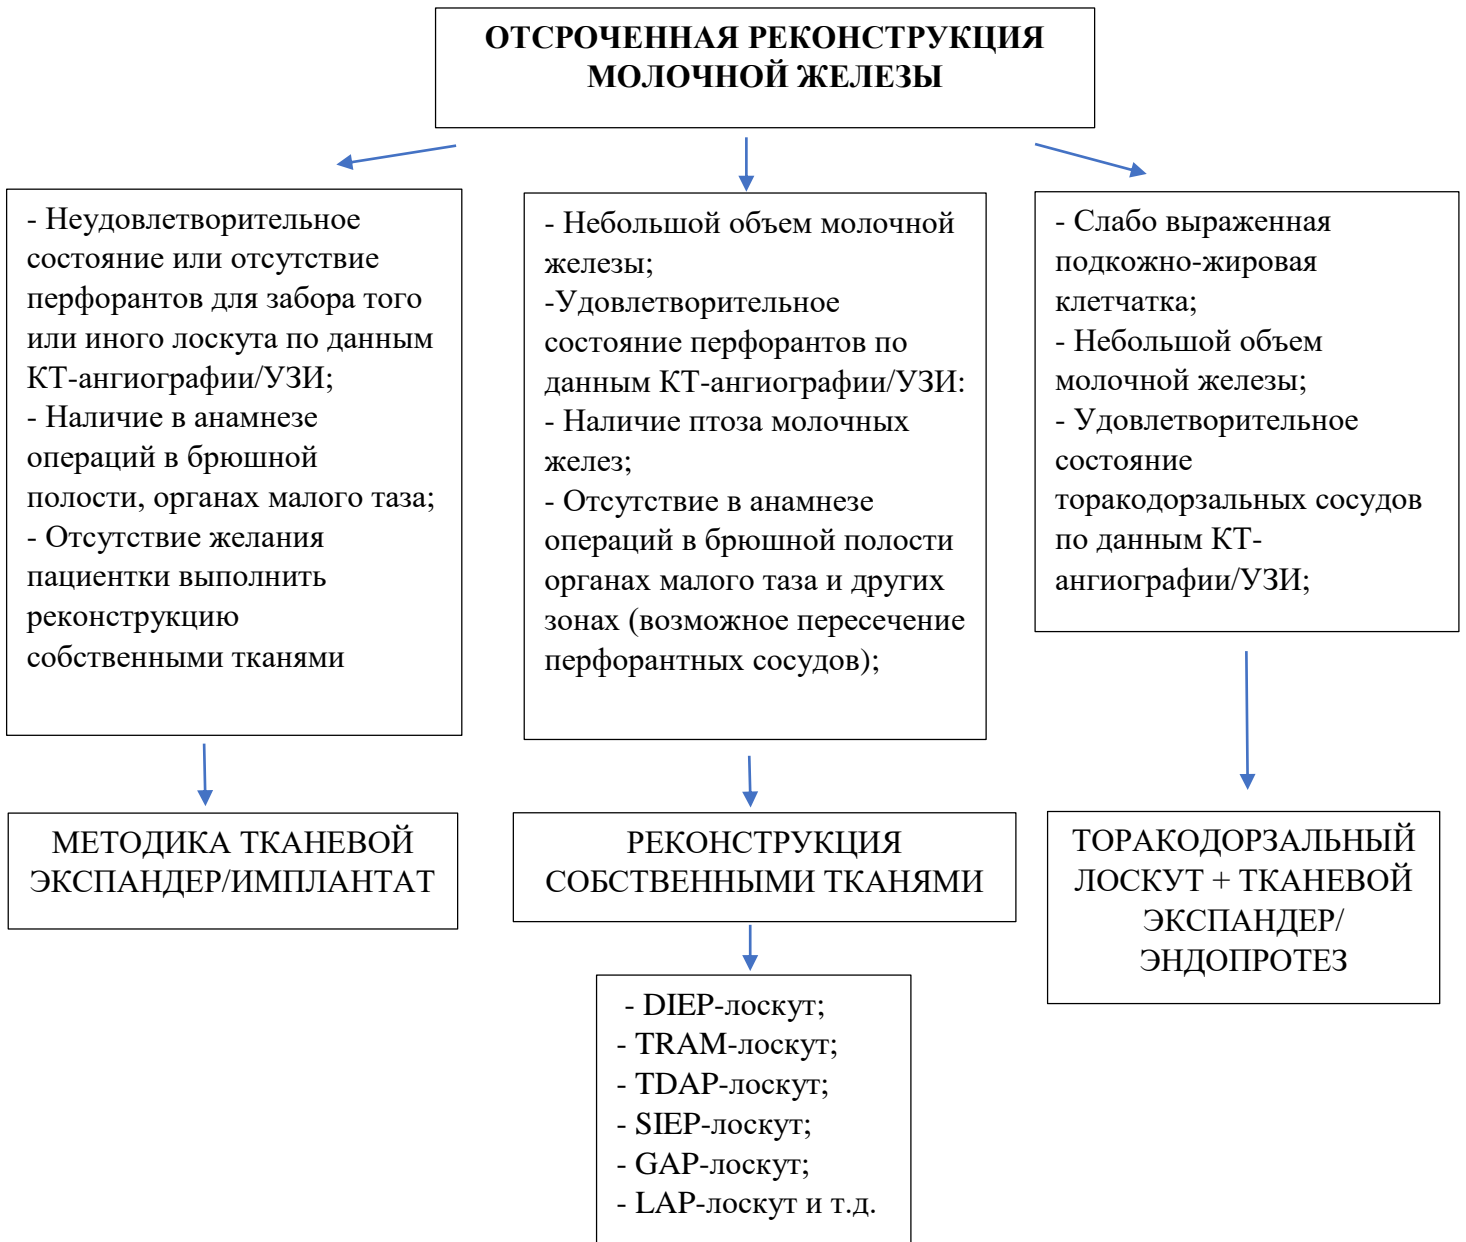 ОТСРОЧЕННАЯ РЕКОНСТРУКЦИЯ
МОЛОЧНОЙ ЖЕЛЕЗЫ
- Неудовлетворительное
состояние или отсутствие
перфорантов для забора того
или иного лоскута по данным
КТ-ангиографии/УЗИ;
- Наличие в анамнезе
операций в брюшной
полости, органах малого таза;
- Отсутствие желания
пациентки выполнить
реконструкцию
собственными тканями
- Небольшой объем молочной
железы;
-Удовлетворительное
состояние перфорантов по
данным КТ-ангиографии/УЗИ:
- Наличие птоза молочных
желез;
- Отсутствие в анамнезе
операций в брюшной полости
органах малого таза и других
зонах (возможное пересечение
перфорантных сосудов);
- Слабо выраженная
подкожно-жировая
клетчатка;
- Небольшой объем
молочной железы;
- Удовлетворительное
состояние
торакодорзальных сосудов
по данным КТ-
ангиографии/УЗИ;
МЕТОДИКА ТКАНЕВОЙ
ЭКСПАНДЕР/ИМПЛАНТАТ
РЕКОНСТРУКЦИЯ
СОБСТВЕННЫМИ ТКАНЯМИ
ТОРАКОДОРЗАЛЬНЫЙ
ЛОСКУТ + ТКАНЕВОЙ
ЭКСПАНДЕР/
ЭНДОПРОТЕЗ
- DIEP-лоскут;
- TRAM-лоскут;
- TDAP-лоскут;
- SIEP-лоскут;
- GAP-лоскут;
- LAP-лоскут и т.д.